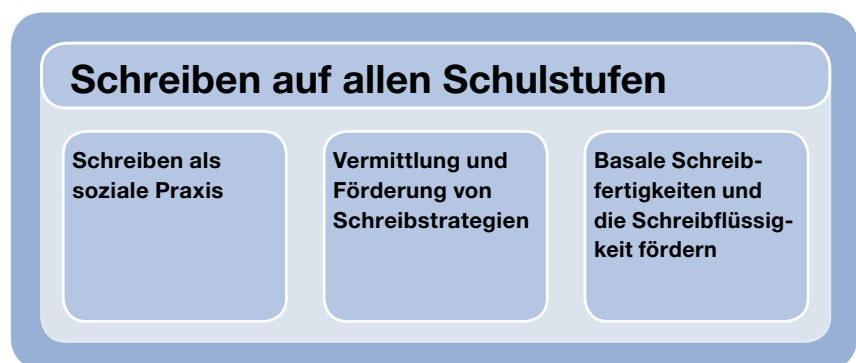 Schreiben auf allen Schulstufen
Schreiben als
soziale Praxis
Vermittlung und
Förderung von
Schreibstrategien
Basale Schreib-
fertigkeiten und
die Schreibflüssig-
keit fördern